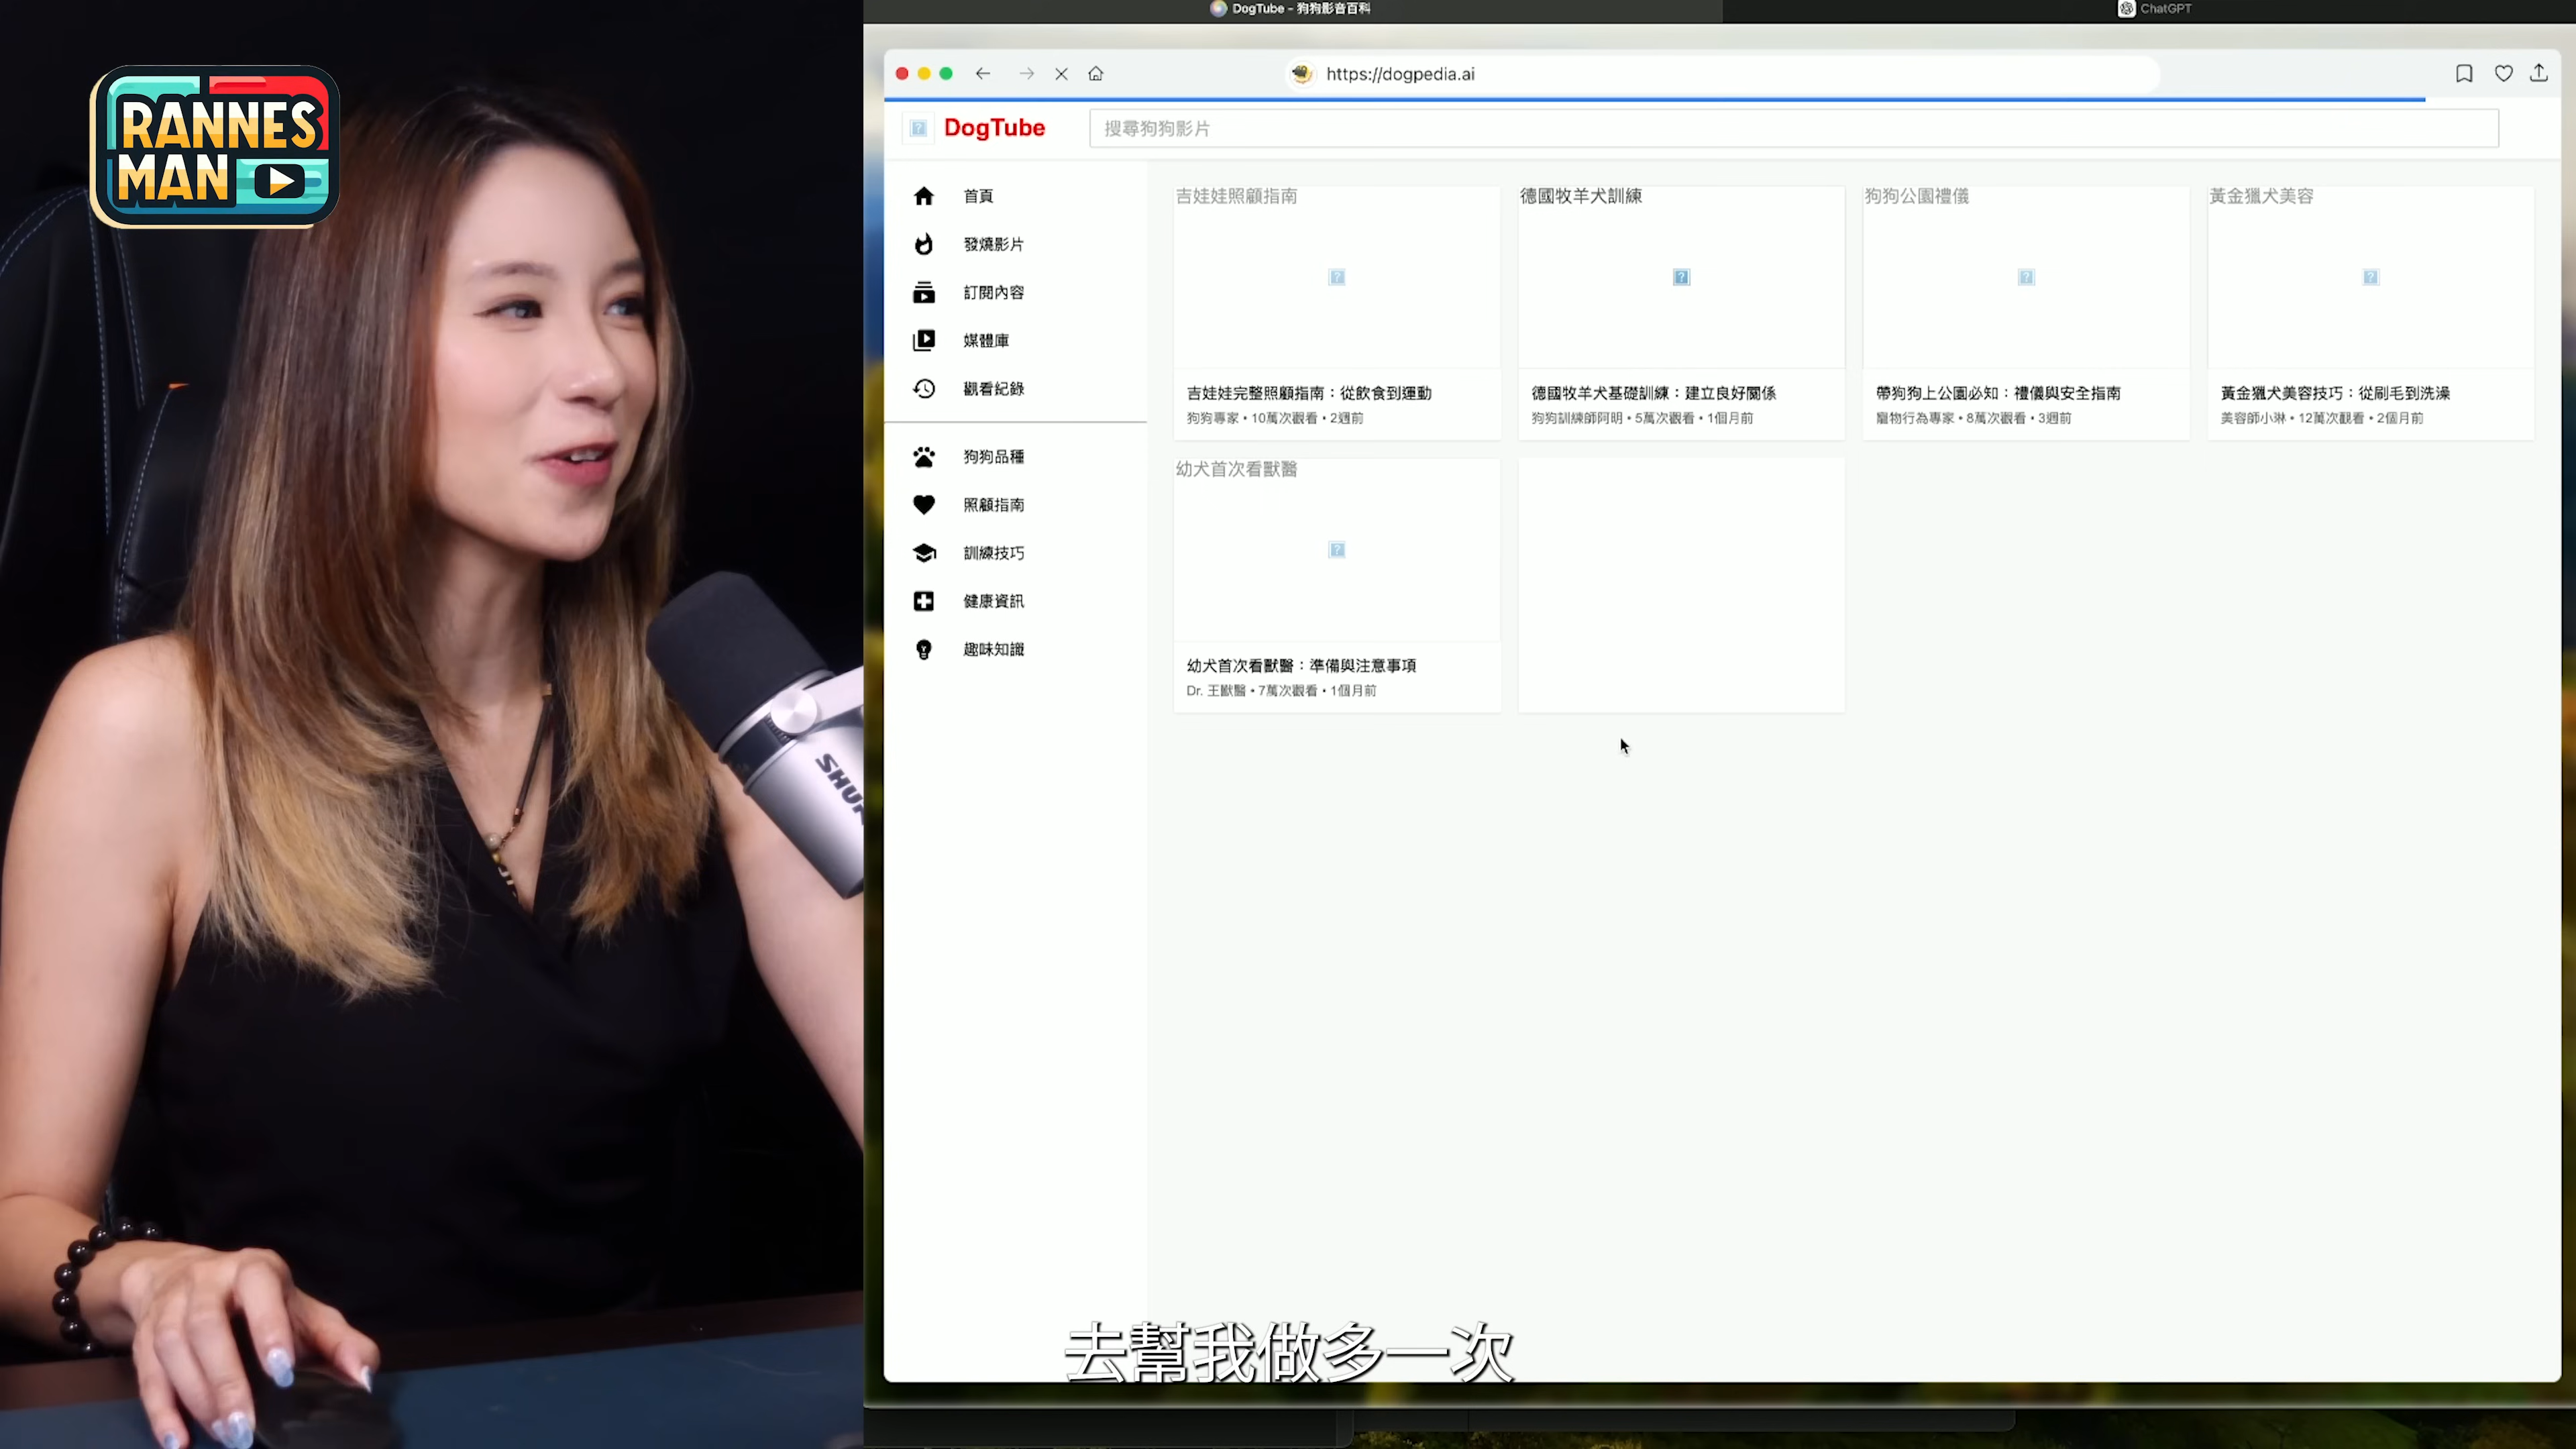 RANNES
MAN
DogTube - 狗狗影音百科
ChatGPT
https://dogpedia.ai
DogTube
搜尋狗狗影片
首頁
發燒影片
訂閱內容
媒體庫
觀看紀錄
狗狗品種
照顧指南
訓練技巧
健康資訊
趣味知識
吉娃娃照顧指南
吉娃娃完整照顧指南：從飲食到運動
狗狗專家 • 10萬次觀看 • 2週前
德國牧羊犬訓練
德國牧羊犬基礎訓練：建立良好關係
狗狗訓練師阿明 • 5萬次觀看 • 1個月前
狗狗公園禮儀
帶狗狗上公園必知：禮儀與安全指南
寵物行為專家 • 8萬次觀看 • 3週前
黃金獵犬美容
黃金獵犬美容技巧：從刷毛到洗澡
美容師小琳 • 12萬次觀看 • 2個月前
幼犬首次看獸醫
幼犬首次看獸醫：準備與注意事項
Dr. 王獸醫 • 7萬次觀看 • 1個月前
SHUR
去幫我做多一次